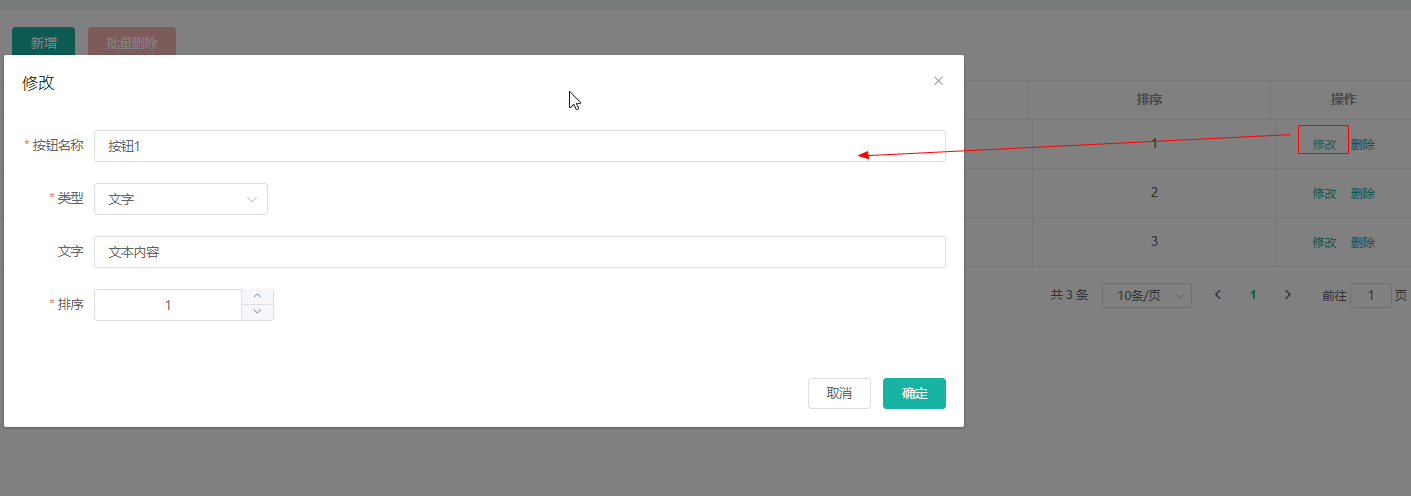 新增 批量删除
修改
排序 操作
* 按钮名称 按钮1
1 修改 删除
* 类型 文字
2 修改 删除
文字 文本内容
3 修改 删除
* 排序 1
共 3 条 10条/页 1 前往 1 页
取消 确定